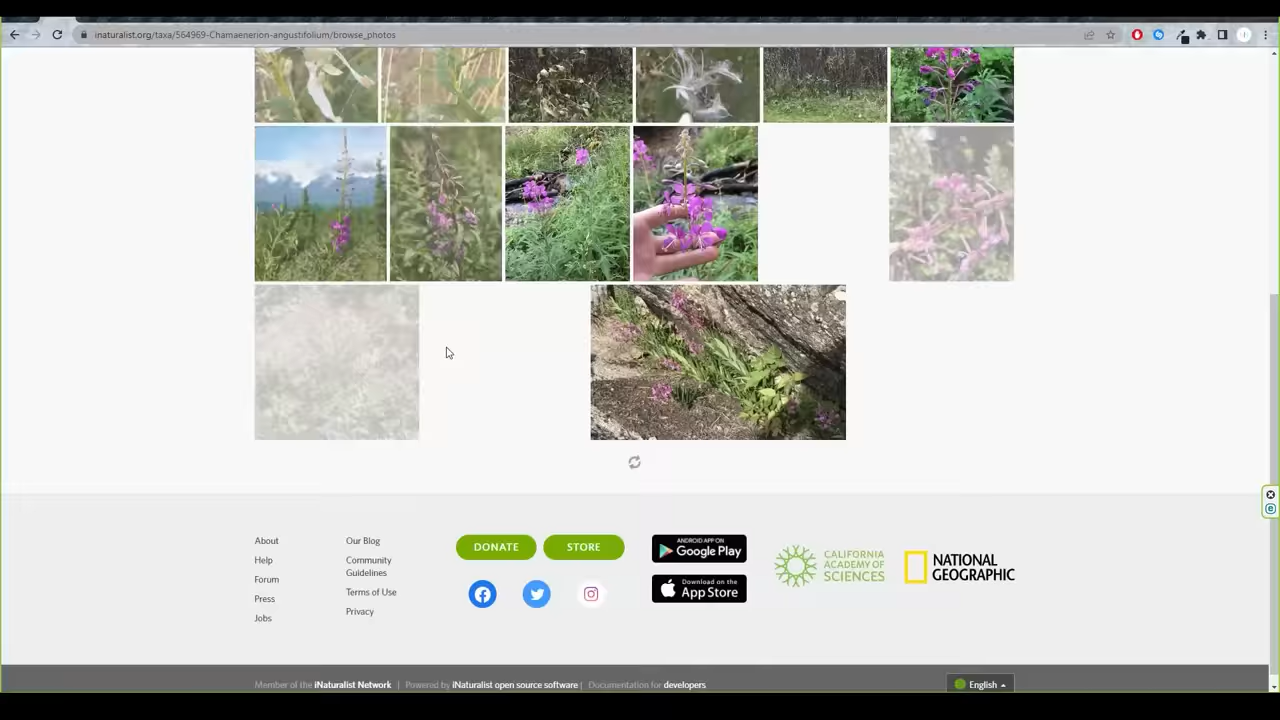 inaturalist.org/taxa/564969-Chamaenerion-angustifolium/browse_photos
About
Help
Forum
Press
Jobs
Our Blog
Community
Guidelines
Terms of Use
Privacy
DONATE
STORE
ANDROID APP ON
Google Play
Download on the
App Store
CALIFORNIA
ACADEMY OF
SCIENCES
NATIONAL
GEOGRAPHIC
Member of the iNaturalist Network | Powered by iNaturalist open source software | Documentation for developers
English